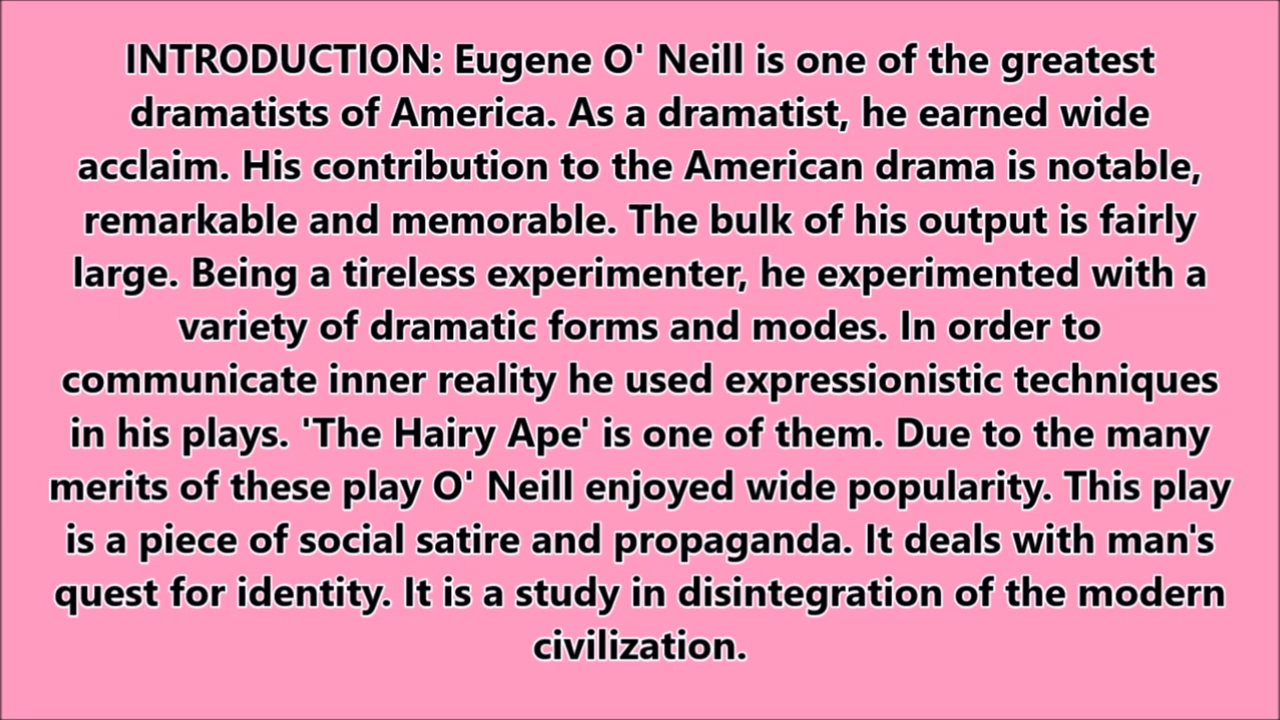 INTRODUCTION: Eugene O' Neill is one of the greatest
dramatists of America. As a dramatist, he earned wide
acclaim. His contribution to the American drama is notable,
remarkable and memorable. The bulk of his output is fairly
large. Being a tireless experimenter, he experimented with a
variety of dramatic forms and modes. In order to
communicate inner reality he used expressionistic techniques
in his plays. 'The Hairy Ape' is one of them. Due to the many
merits of these play O' Neill enjoyed wide popularity. This play
is a piece of social satire and propaganda. It deals with man's
quest for identity. It is a study in disintegration of the modern
civilization.